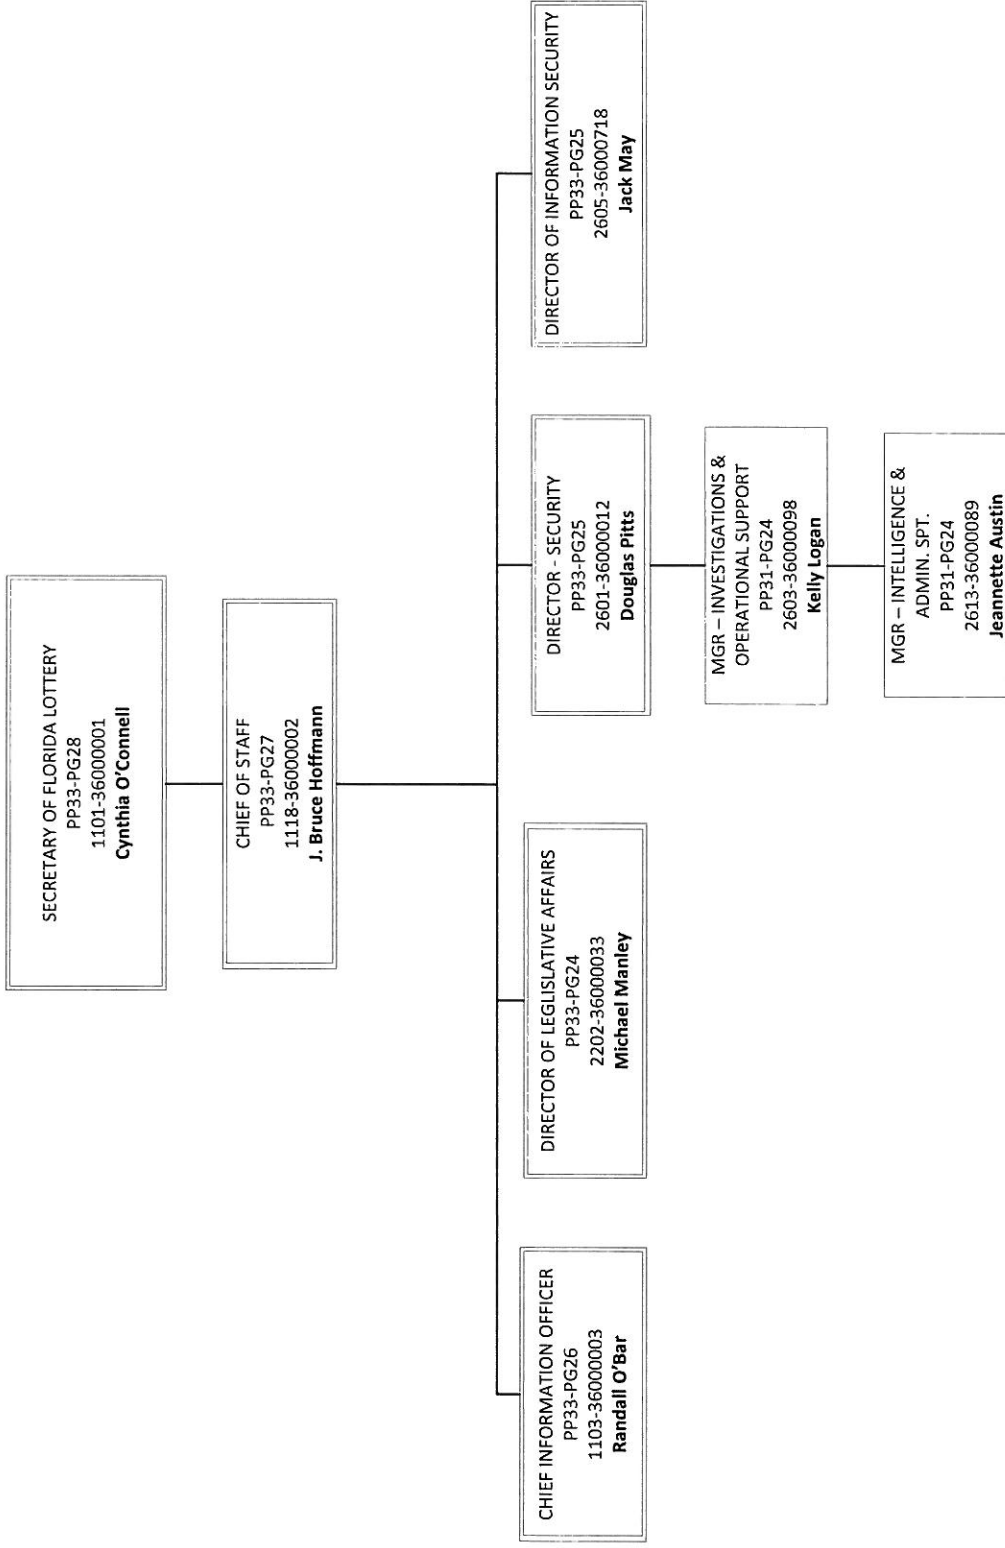 SECRETARY OF FLORIDA LOTTERY
PP33-PG28
1101-36000001
Cynthia O'Connell
CHIEF OF STAFF
PP33-PG27
1118-36000002
J. Bruce Hoffmann
CHIEF INFORMATION OFFICER
PP33-PG26
1103-36000003
Randall O'Bar
DIRECTOR OF LEGLISLATIVE AFFAIRS
PP33-PG24
2202-36000033
Michael Manley
DIRECTOR - SECURITY
PP33-PG25
2601-36000012
Douglas Pitts
DIRECTOR OF INFORMATION SECURITY
PP33-PG25
2605-36000718
Jack May
MGR – INVESTIGATIONS &
OPERATIONAL SUPPORT
PP31-PG24
2603-36000098
Kelly Logan
MGR – INTELLIGENCE &
ADMIN. SPT.
PP31-PG24
2613-36000089
Jeannette Austin